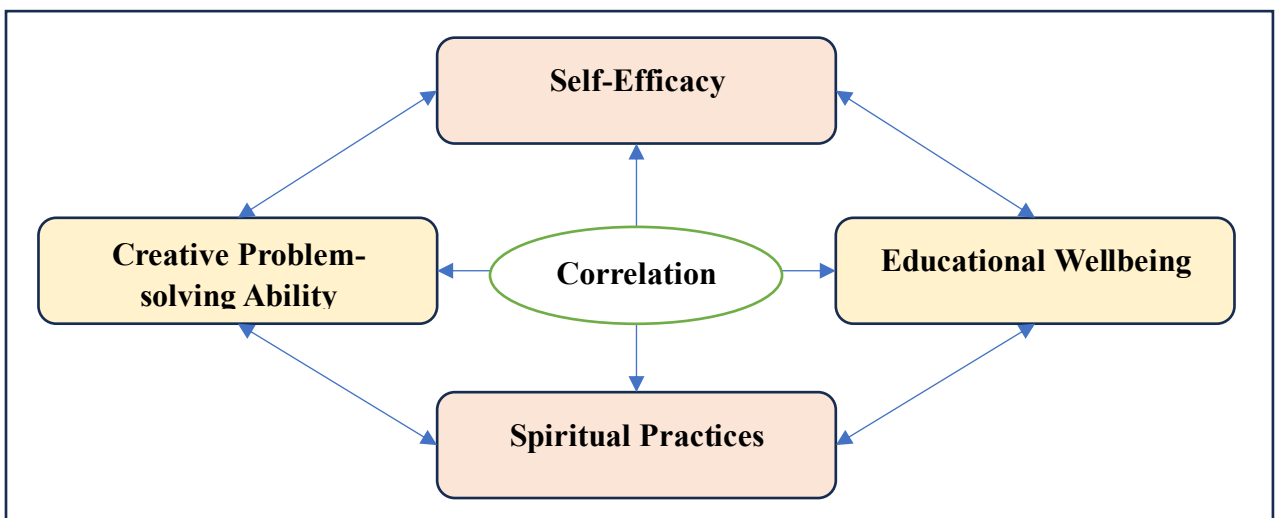 Self-Efficacy
Creative Problem-
solving Ability
Correlation
Educational Wellbeing
Spiritual Practices